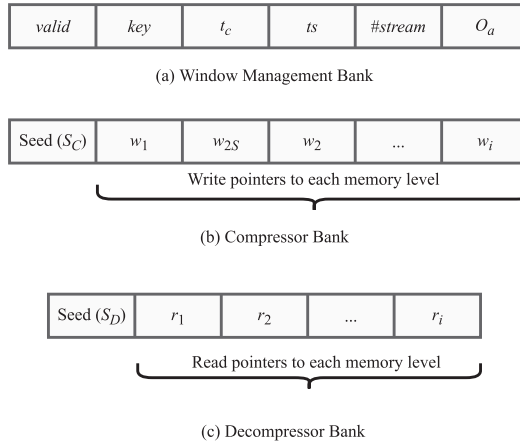 valid key t_c ts #stream O_a
(a) Window Management Bank
Seed (S_C) w_1 w_2S w_2 ... w_i
Write pointers to each memory level
(b) Compressor Bank
Seed (S_D) r_1 r_2 ... r_i
Read pointers to each memory level
(c) Decompressor Bank